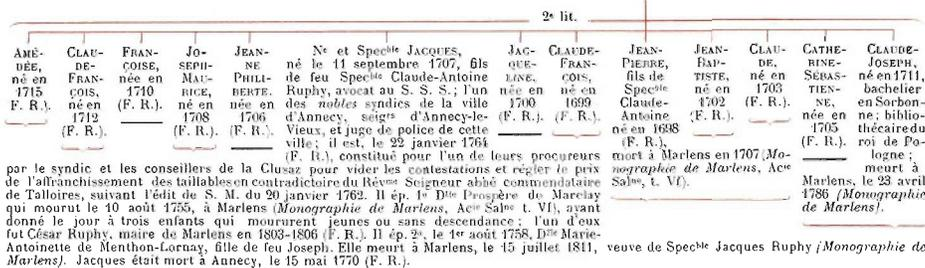 2e lit.
AMÉ-
DÉE,
né en
1715
(F. R.).
CLAU-
DE-
FRAN-
ÇOIS,
né en
1712
(F. R.).
FRAN-
ÇOISE,
née en
1710
(F. R.).
JO-
SEPH-
MAU-
RICE,
né en
1708
(F. R.).
JEAN-
NE
PHILI-
BERTE,
née en
1706
(F. R.).
Ne et Specble JACQUES,
né le 11 septembre 1707, fils
de feu Specble Claude-Antoine
Ruphy, avocat au S. S. S.; l'un
des nobles syndics de la ville
d'Annecy, seigrs d'Annecy-le-
Vieux, et juge de police de cette
ville; il est, le 22 janvier 1764
(F. R.), constitué pour l'un de leurs procureurs
par le syndic et les conseillers de la Clusaz pour vider les contestations et régler le prix
de l'affranchissement des taillables en contradictoire du Révme Seigneur abbé commendataire
de Talloires, suivant l'édit de S. M. du 20 janvier 1762. Il ép. 1o Dlle Prospère de Marclay
qui mourut le 10 août 1755, à Marlens (Monographie de Marlens, Acie Salne t. VI), ayant
donné le jour à trois enfants qui moururent jeunes ou sans descendance; l'un d'eux
fut César Ruphy, maire de Marlens en 1803-1806 (F. R.). Il ép. 2o, le 1er août 1758, Dlle Marie-
Antoinette de Menthon-Lornay, fille de feu Joseph. Elle meurt à Marlens, le 15 juillet 1811, veuve de Specble Jacques Ruphy (Monographie de
Marlens). Jacques était mort à Annecy, le 15 mai 1770 (F. R.).
JAC-
QUE-
LINE,
née en
1700
(F. R.).
CLAUDE-
FRAN-
ÇOIS,
né en
1699
(F. R.).
JEAN-
PIERRE,
fils de
Specble
Claude-
Antoine
né en 1698
(F. R.),
mort à Marlens en 1707 (Mo-
nographie de Marlens, Acie
Salne, t. VI).
JEAN-
BAP-
TISTE,
né en
1702
(F. R.).
CLAU-
DE,
né en
1703
(F. R.).
CATHE-
RINE-
SÉBAS-
TIEN-
NE,
née en
1705
(F. R.).
CLAUDE-
JOSEPH,
né en 1711,
bachelier
en Sorbon-
ne; biblio-
thécaire du
roi de Po-
logne;
meurt à
Marlens, le 23 avril
1786 (Monographie
de Marlens).